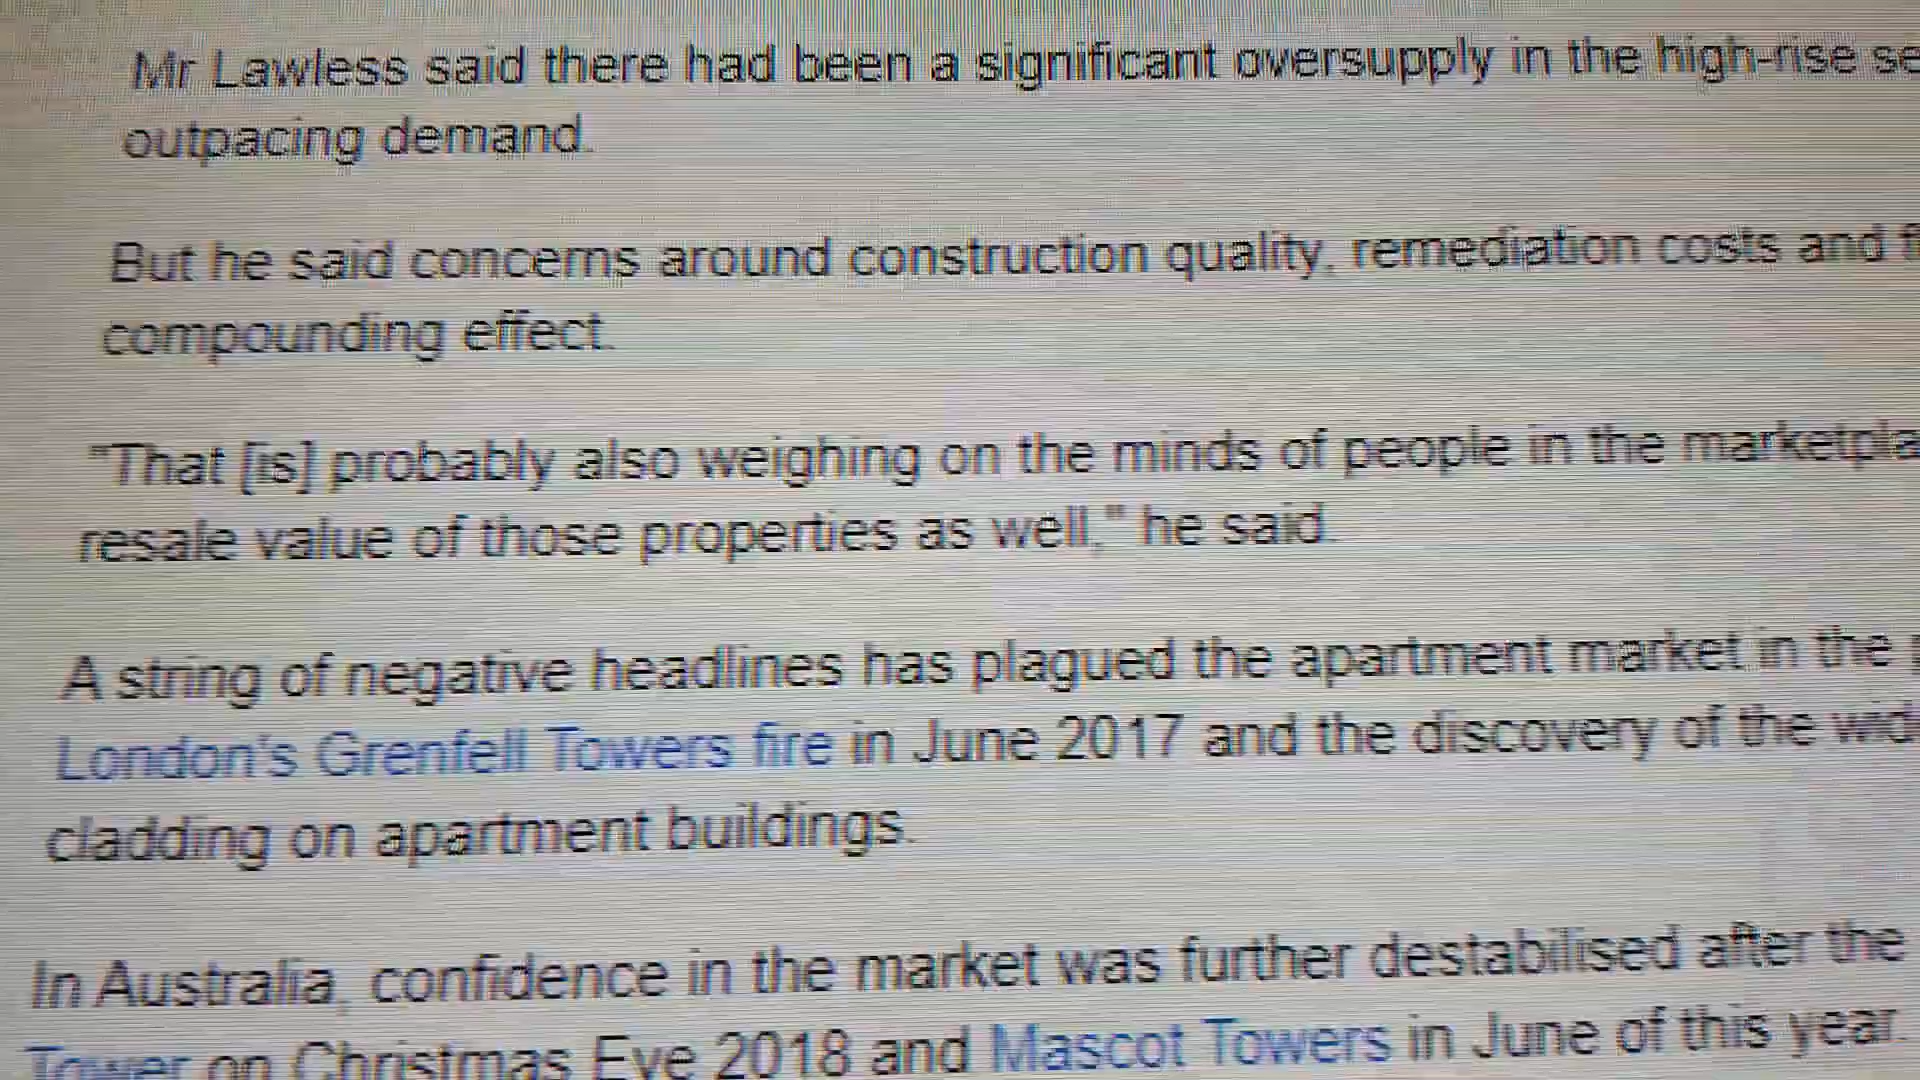 Mr Lawless said there had been a significant oversupply in the high-rise
outpacing demand.
But he said concerns around construction quality, remediation costs and
compounding effect.
"That [is] probably also weighing on the minds of people in the
resale value of those properties as well," he said.
A string of negative headlines has plagued the apartment market in the
London's Grenfell Towers fire in June 2017 and the discovery of the
cladding on apartment buildings.
In Australia, confidence in the market was further destabilised after the
Tower on Christmas Eve 2018 and Mascot Towers in June of this year.